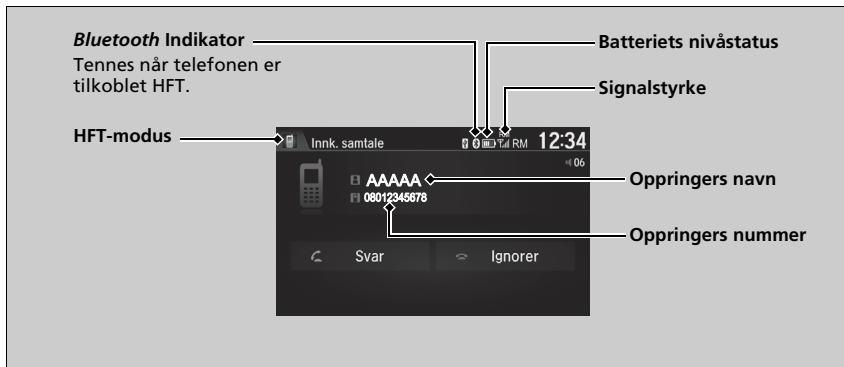 Bluetooth Indikator
Tennes når telefonen er
tilkoblet HFT.
Batteriets nivåstatus
Signalstyrke
HFT-modus
Innk. samtale
RM 12:34
06
AAAAA
08012345678
Oppringers navn
Oppringers nummer
Svar
Ignorer